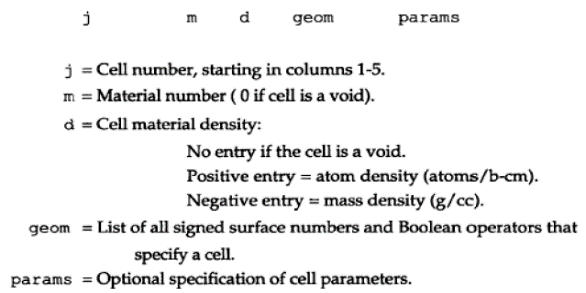 j m d geom params
j = Cell number, starting in columns 1-5.
m = Material number ( 0 if cell is a void).
d = Cell material density:
No entry if the cell is a void.
Positive entry = atom density (atoms/b-cm).
Negative entry = mass density (g/cc).
geom = List of all signed surface numbers and Boolean operators that
specify a cell.
params = Optional specification of cell parameters.